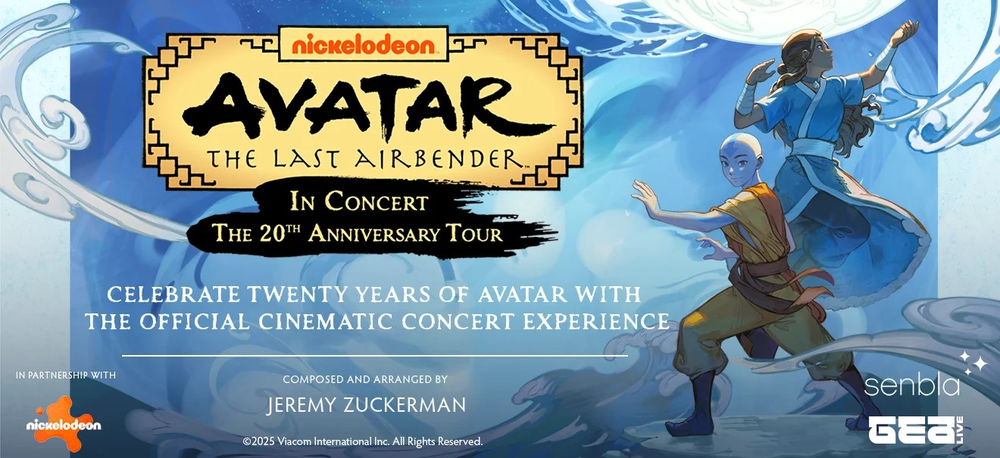 nickelodeon
AVATAR
THE LAST AIRBENDER™
IN CONCERT
THE 20TH ANNIVERSARY TOUR
CELEBRATE TWENTY YEARS OF AVATAR WITH
THE OFFICIAL CINEMATIC CONCERT EXPERIENCE
IN PARTNERSHIP WITH
nickelodeon
COMPOSED AND ARRANGED BY
JEREMY ZUCKERMAN
©2025 Viacom International Inc. All Rights Reserved.
senbla
GEA LIVE